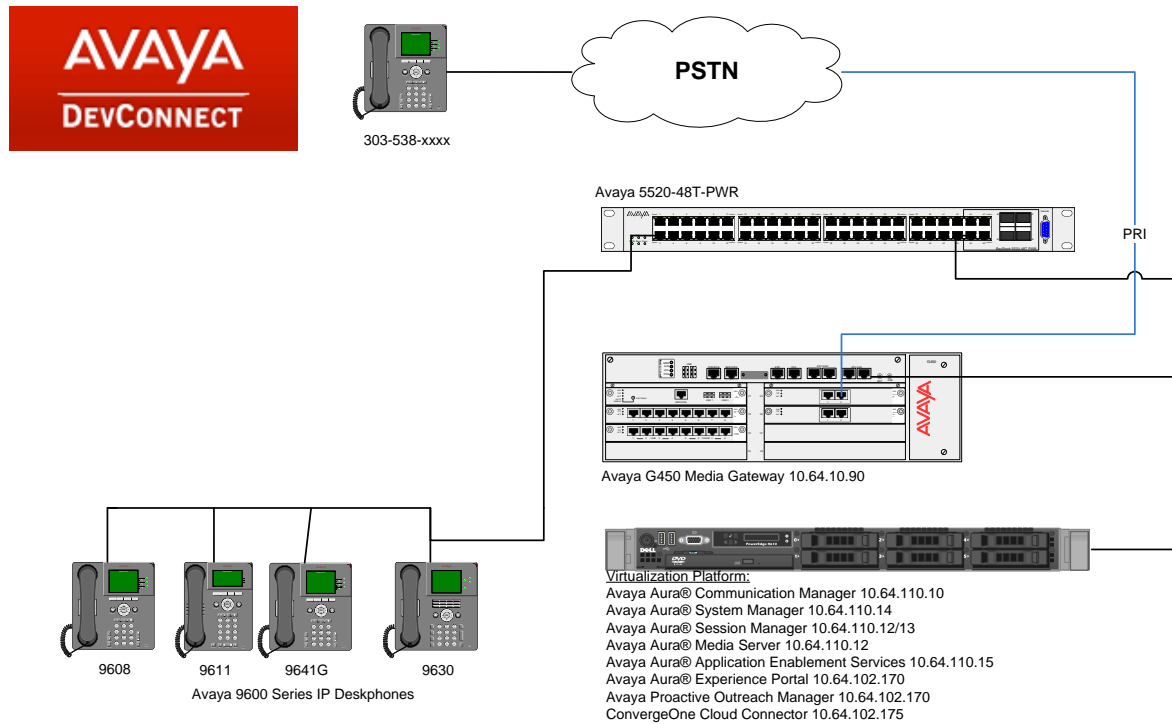 AVAYA
DEVCONNECT
PSTN
303-538-xxxx
Avaya 5520-48T-PWR
PRI
AVAYA
Avaya G450 Media Gateway 10.64.10.90
DELL
Virtualization Platform:
Avaya Aura® Communication Manager 10.64.110.10
Avaya Aura® System Manager 10.64.110.14
Avaya Aura® Session Manager 10.64.110.12/13
Avaya Aura® Media Server 10.64.110.12
Avaya Aura® Application Enablement Services 10.64.110.15
Avaya Aura® Experience Portal 10.64.102.170
Avaya Proactive Outreach Manager 10.64.102.170
ConvergeOne Cloud Connector 10.64.102.175
9608
9611
9641G
9630
Avaya 9600 Series IP Deskphones